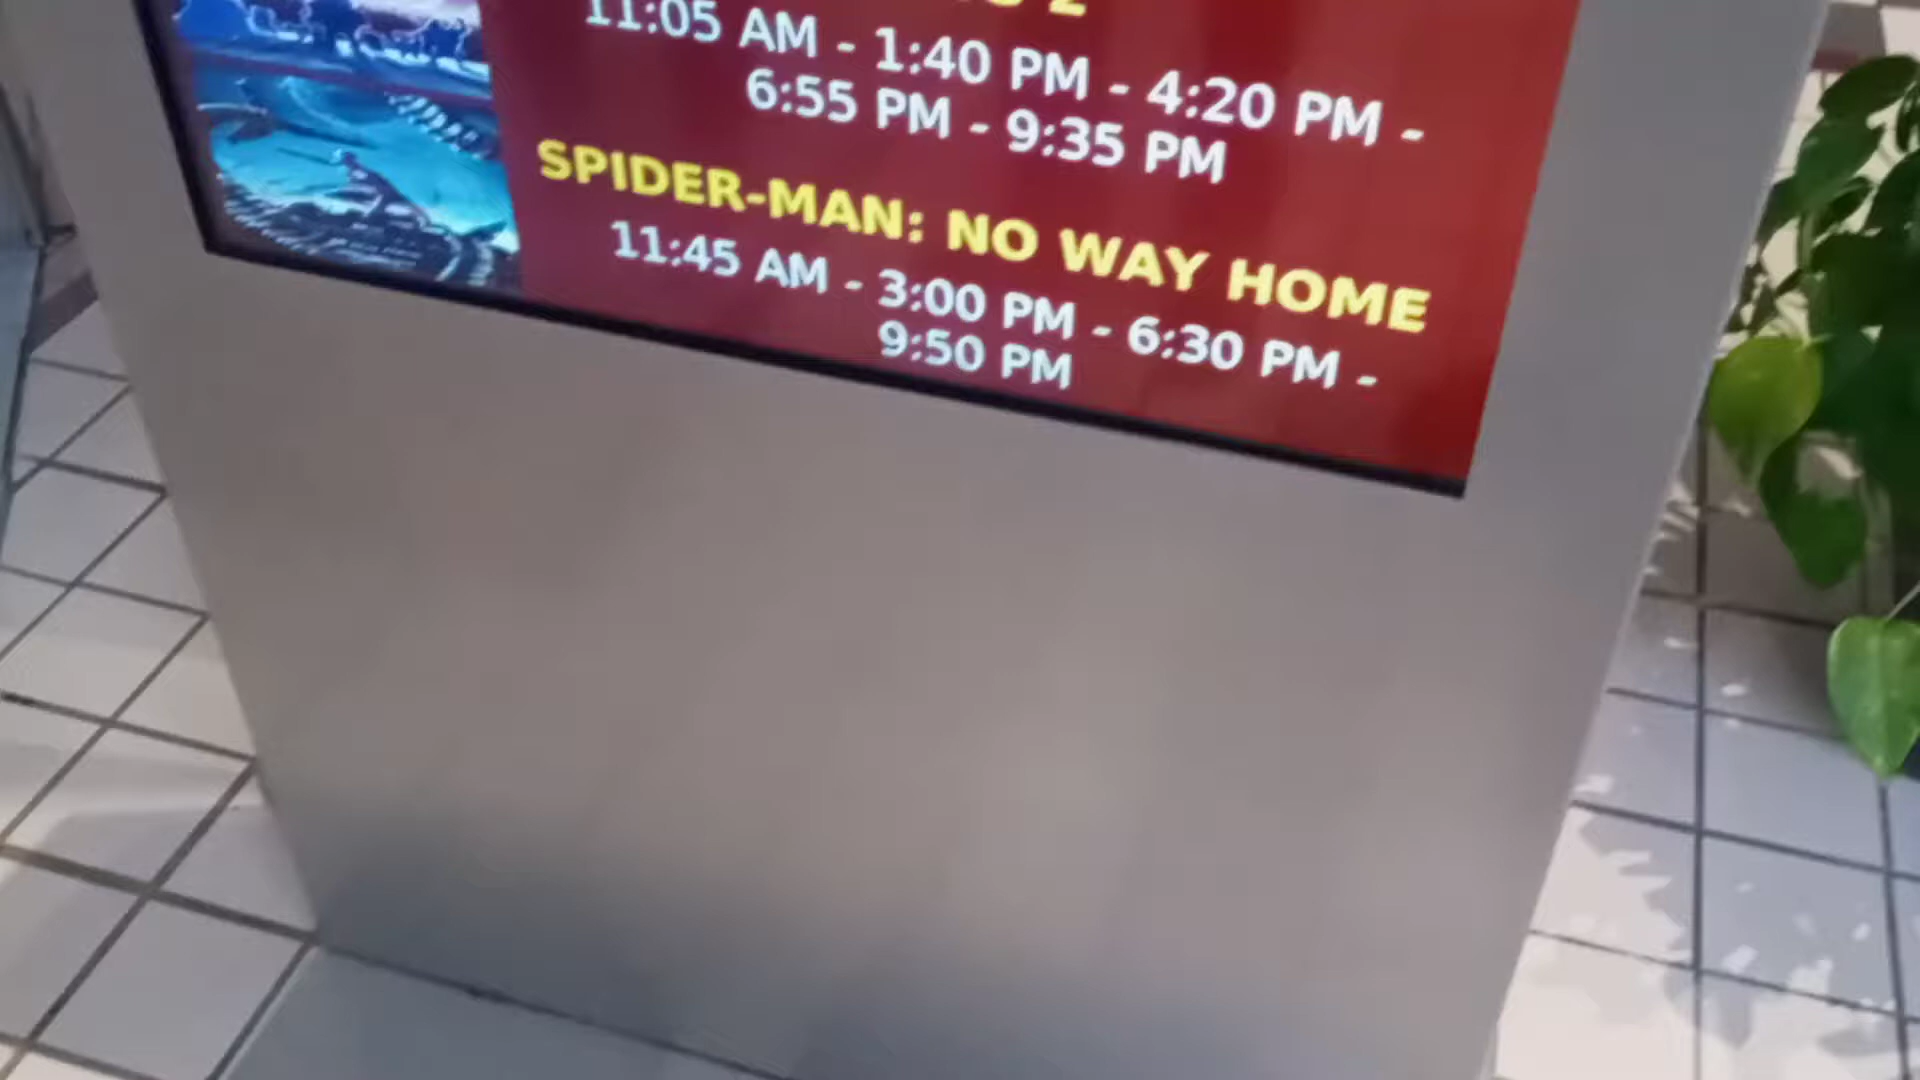 2
11:05 AM - 1:40 PM - 4:20 PM -
6:55 PM - 9:35 PM
SPIDER-MAN: NO WAY HOME
11:45 AM - 3:00 PM - 6:30 PM -
9:50 PM